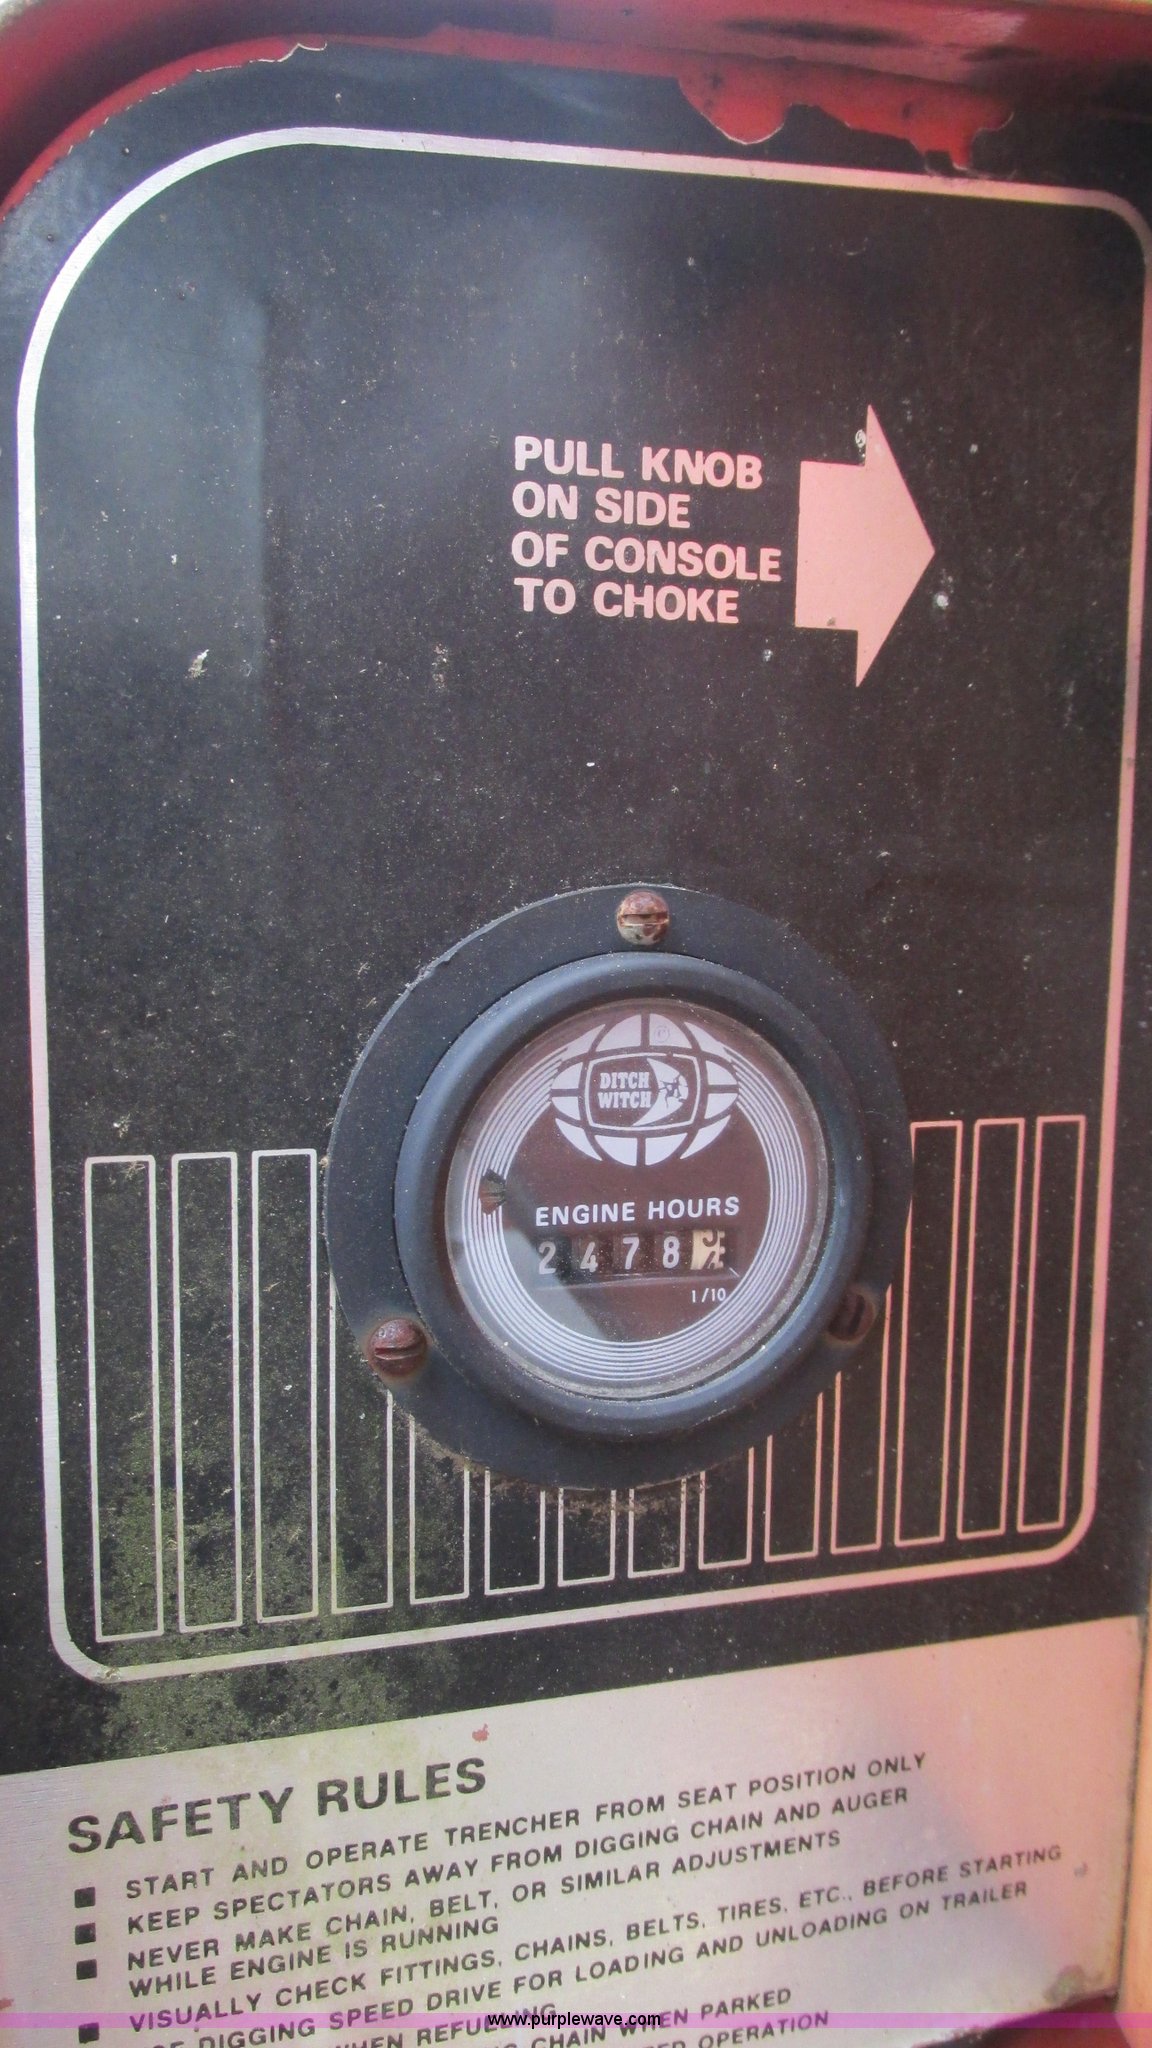 PULL KNOB
ON SIDE
OF CONSOLE
TO CHOKE
DITCH
WITCH
ENGINE HOURS
2 4 7 8
1/10
SAFETY RULES
■ START AND OPERATE TRENCHER FROM SEAT POSITION ONLY
■ KEEP SPECTATORS AWAY FROM DIGGING CHAIN AND AUGER
■ NEVER MAKE CHAIN, BELT, OR SIMILAR ADJUSTMENTS
WHILE ENGINE IS RUNNING
■ VISUALLY CHECK FITTINGS, CHAINS, BELTS, TIRES, ETC., BEFORE STARTING
DIGGING SPEED DRIVE FOR LOADING AND UNLOADING ON TRAILER
WHEN REFUELLING
CHAIN WHEN PARKED
OPERATION
www.purplewave.com